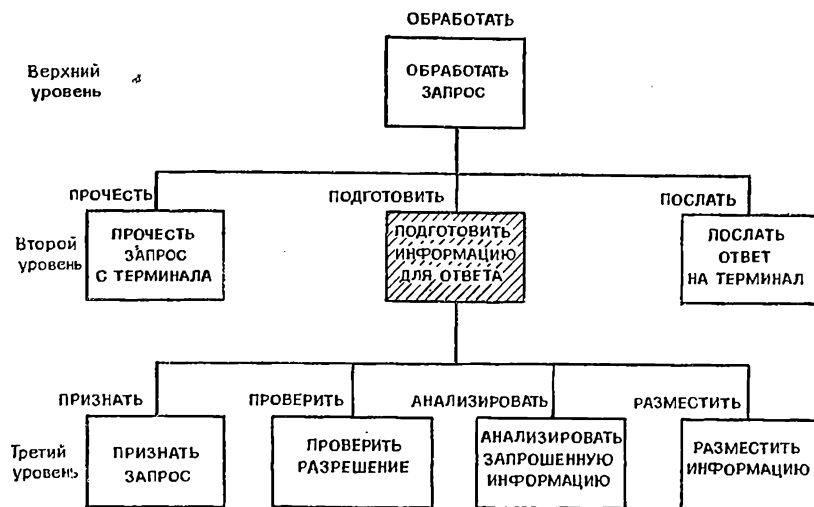 ОБРАБОТАТЬ
Верхний
уровень
ОБРАБОТАТЬ
ЗАПРОС
ПРОЧЕСТЬ
ПОДГОТОВИТЬ
ПОСЛАТЬ
Второй
уровень
ПРОЧЕСТЬ
ЗАПРОС
С ТЕРМИНАЛА
ПОДГОТОВИТЬ
ИНФОРМАЦИЮ
ДЛЯ ОТВЕТА
ПОСЛАТЬ
ОТВЕТ
НА ТЕРМИНАЛ
ПРИЗНАТЬ
ПРОВЕРИТЬ
АНАЛИЗИРОВАТЬ
РАЗМЕСТИТЬ
Третий
уровень
ПРИЗНАТЬ
ЗАПРОС
ПРОВЕРИТЬ
РАЗРЕШЕНИЕ
АНАЛИЗИРОВАТЬ
ЗАПРОШЕННУЮ
ИНФОРМАЦИЮ
РАЗМЕСТИТЬ
ИНФОРМАЦИЮ